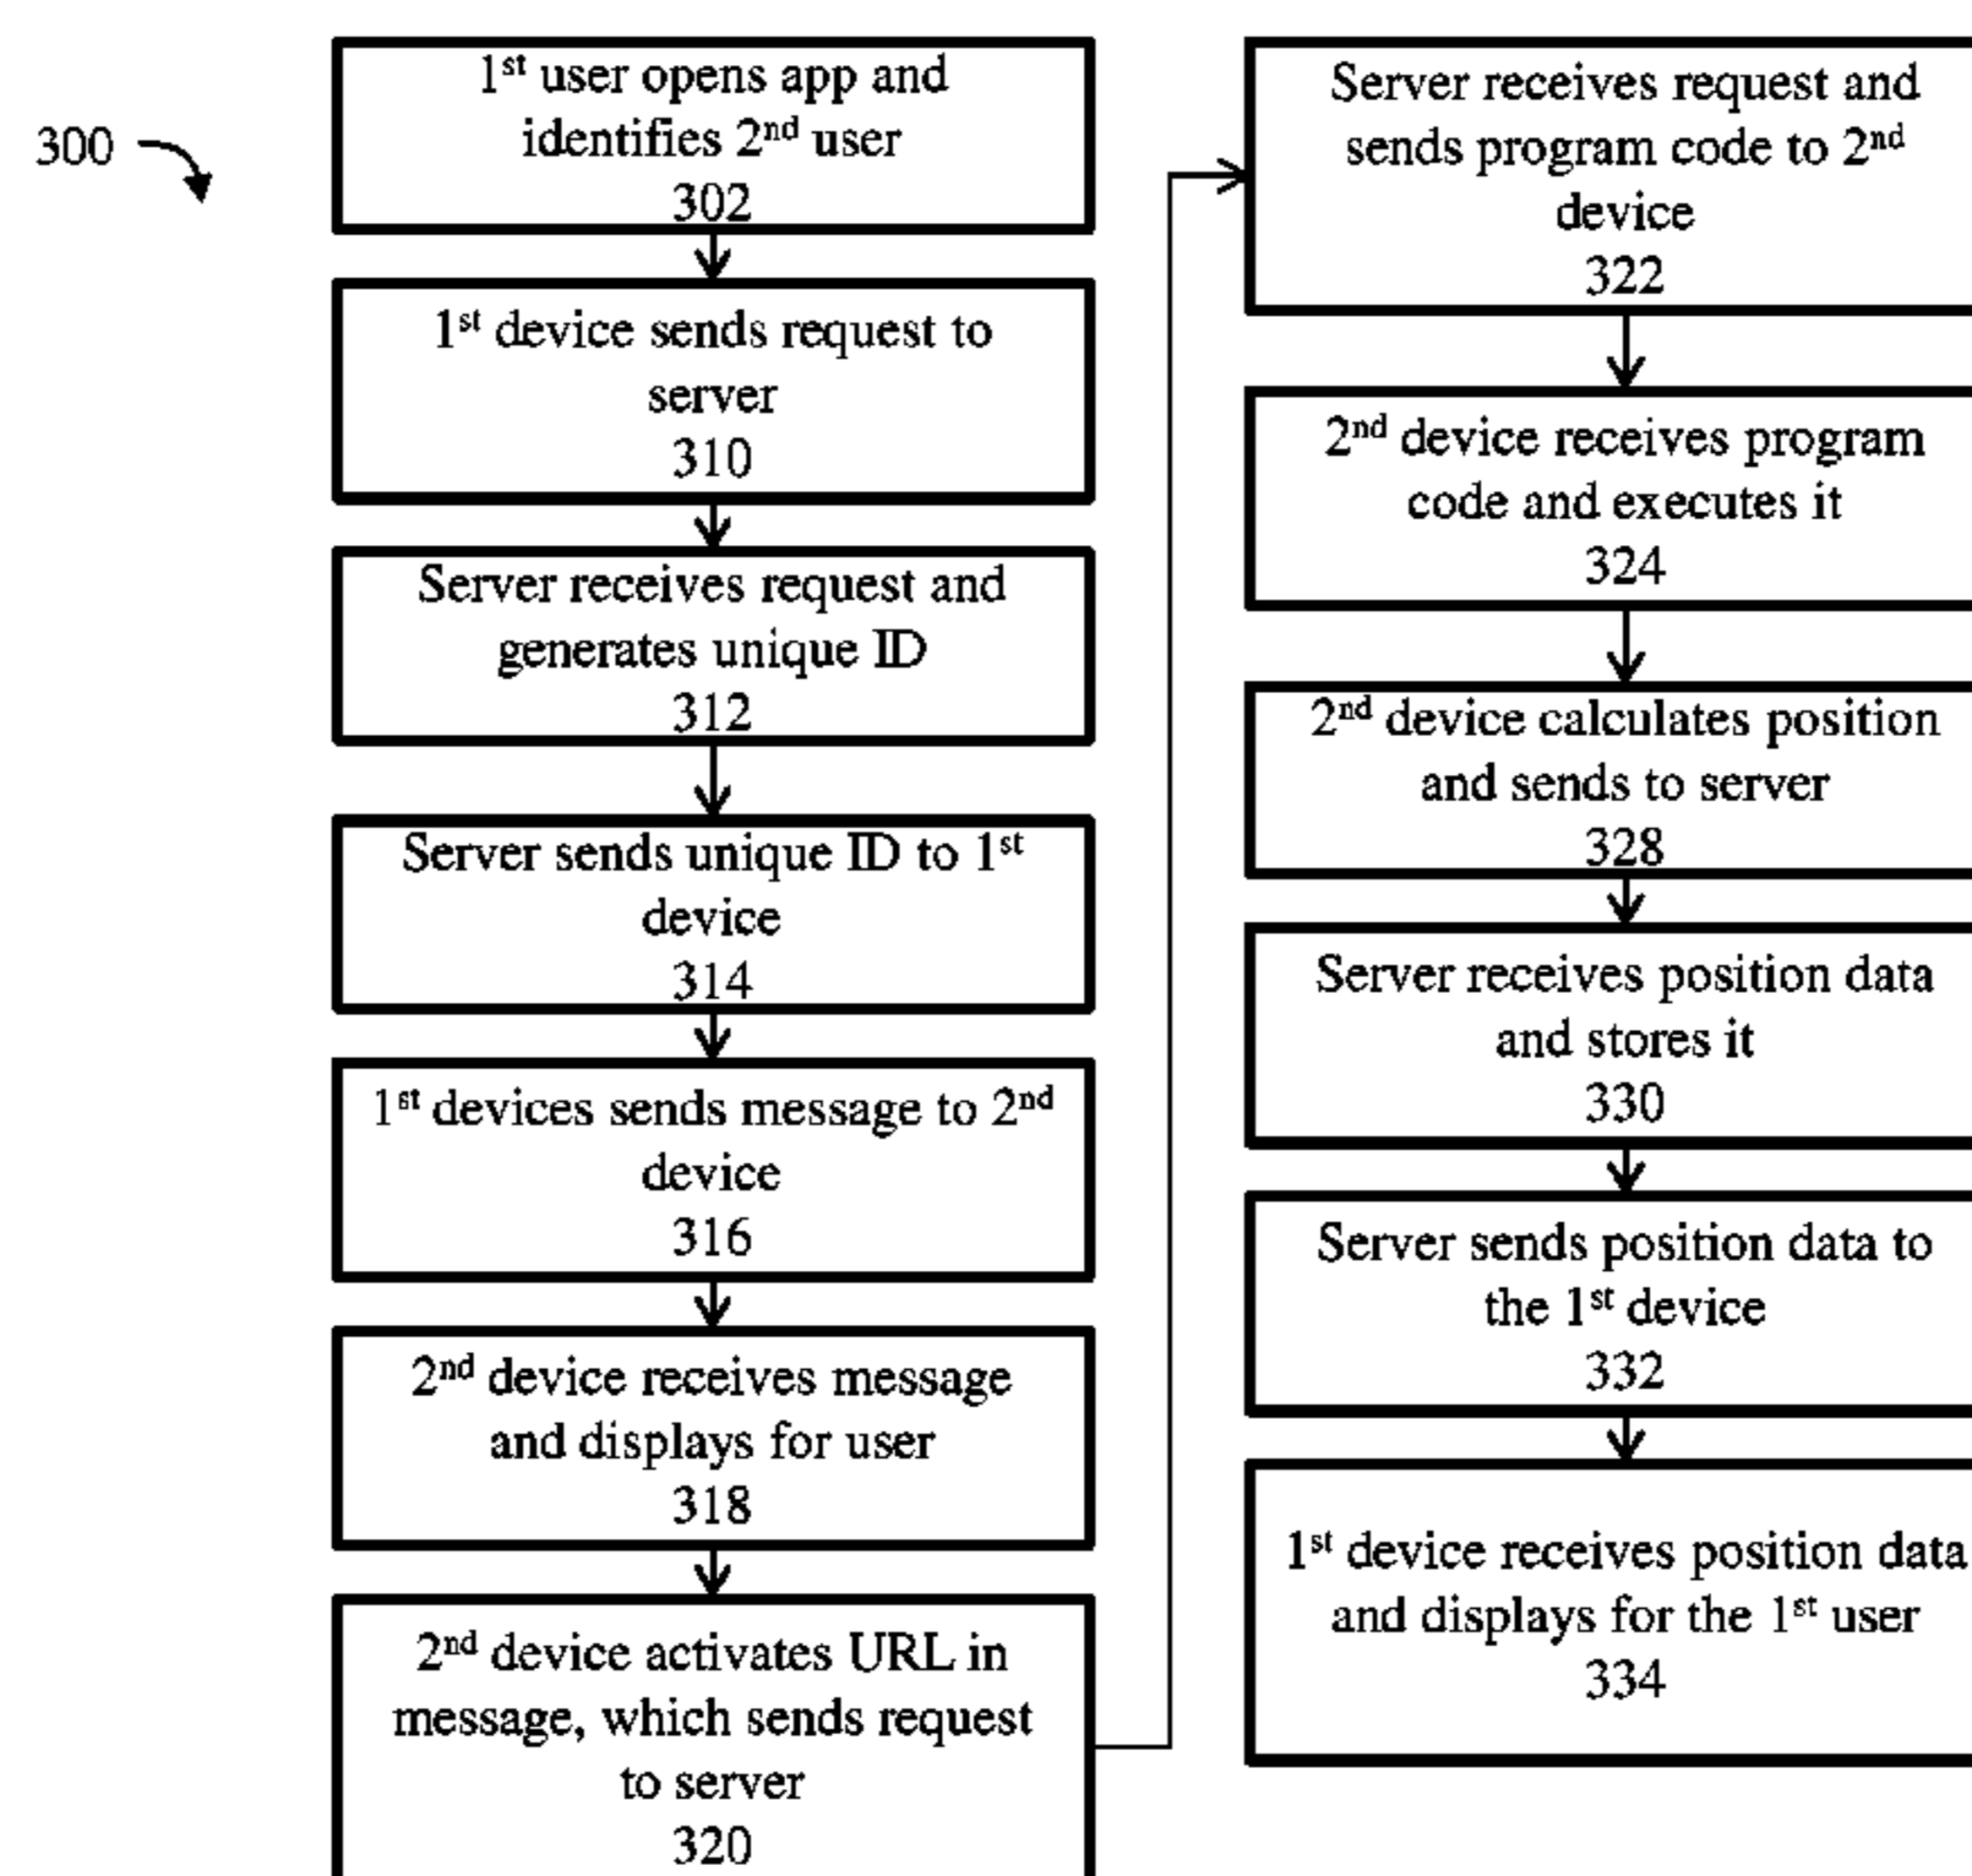 300
1st user opens app and
identifies 2nd user
302
1st device sends request to
server
310
Server receives request and
generates unique ID
312
Server sends unique ID to 1st
device
314
1st devices sends message to 2nd
device
316
2nd device receives message
and displays for user
318
2nd device activates URL in
message, which sends request
to server
320
Server receives request and
sends program code to 2nd
device
322
2nd device receives program
code and executes it
324
2nd device calculates position
and sends to server
328
Server receives position data
and stores it
330
Server sends position data to
the 1st device
332
1st device receives position data
and displays for the 1st user
334